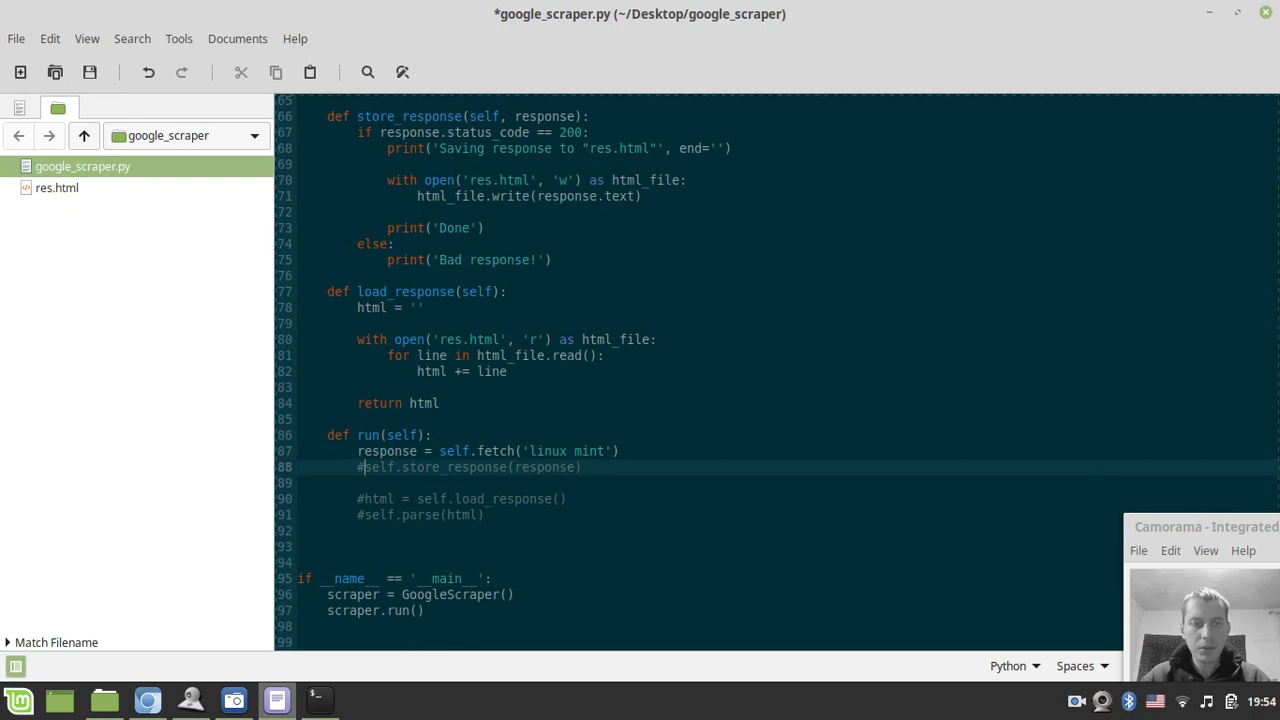 *google_scraper.py (~/Desktop/google_scraper)
File Edit View Search Tools Documents Help
google_scraper
google_scraper.py
res.html
65
66 def store_response(self, response):
67 if response.status_code == 200:
68 print('Saving response to "res.html"', end='')
69
70 with open('res.html', 'w') as html_file:
71 html_file.write(response.text)
72
73 print('Done')
74 else:
75 print('Bad response!')
76
77 def load_response(self):
78 html = ''
79
80 with open('res.html', 'r') as html_file:
81 for line in html_file.read():
82 html += line
83
84 return html
85
86 def run(self):
87 response = self.fetch('linux mint')
88 #self.store_response(response)
89
90 #html = self.load_response()
91 #self.parse(html)
92
93
94
95 if __name__ == '__main__':
96 scraper = GoogleScraper()
97 scraper.run()
98
99
Match Filename
Camorama - Integrated
File Edit View Help
Python Spaces
19:54